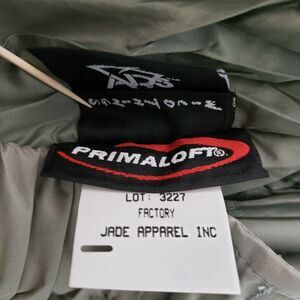 PRIMALOFT®
LOT: 3227
FACTORY
JADE APPAREL INC